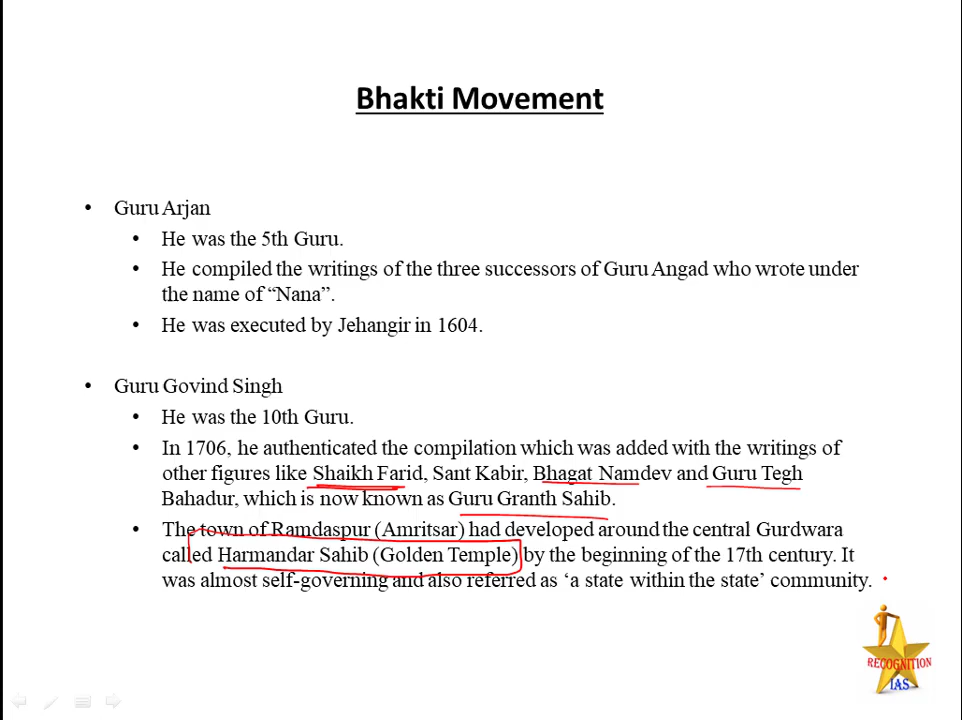 Bhakti Movement
• Guru Arjan
• He was the 5th Guru.
• He compiled the writings of the three successors of Guru Angad who wrote under
the name of “Nana”.
• He was executed by Jehangir in 1604.
• Guru Govind Singh
• He was the 10th Guru.
• In 1706, he authenticated the compilation which was added with the writings of
other figures like Shaikh Farid, Sant Kabir, Bhagat Namdev and Guru Tegh
Bahadur, which is now known as Guru Granth Sahib.
• The town of Ramdaspur (Amritsar) had developed around the central Gurdwara
called Harmandar Sahib (Golden Temple) by the beginning of the 17th century. It
was almost self-governing and also referred as ‘a state within the state’ community.
RECOGNITION
IAS